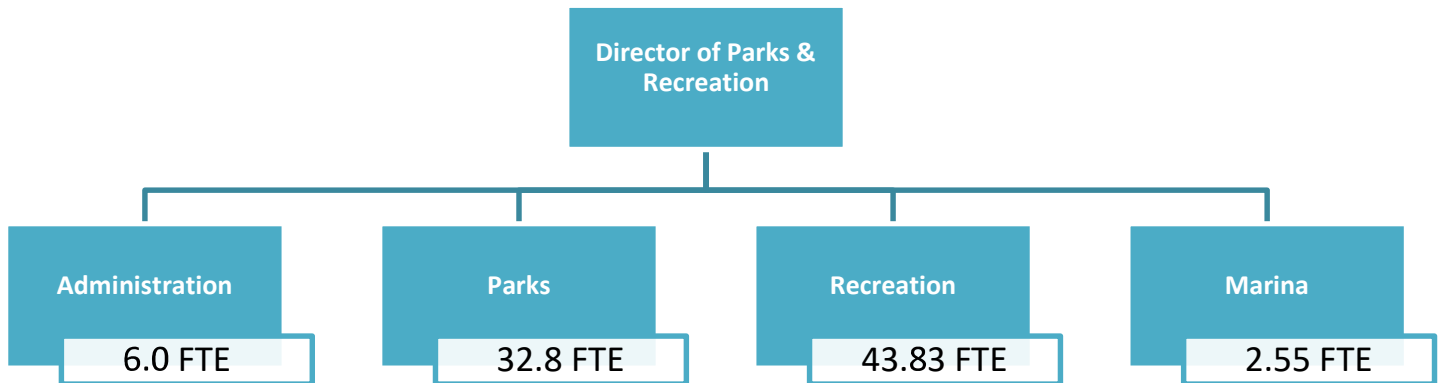 Director of Parks &
Recreation
Administration
6.0 FTE
Parks
32.8 FTE
Recreation
43.83 FTE
Marina
2.55 FTE